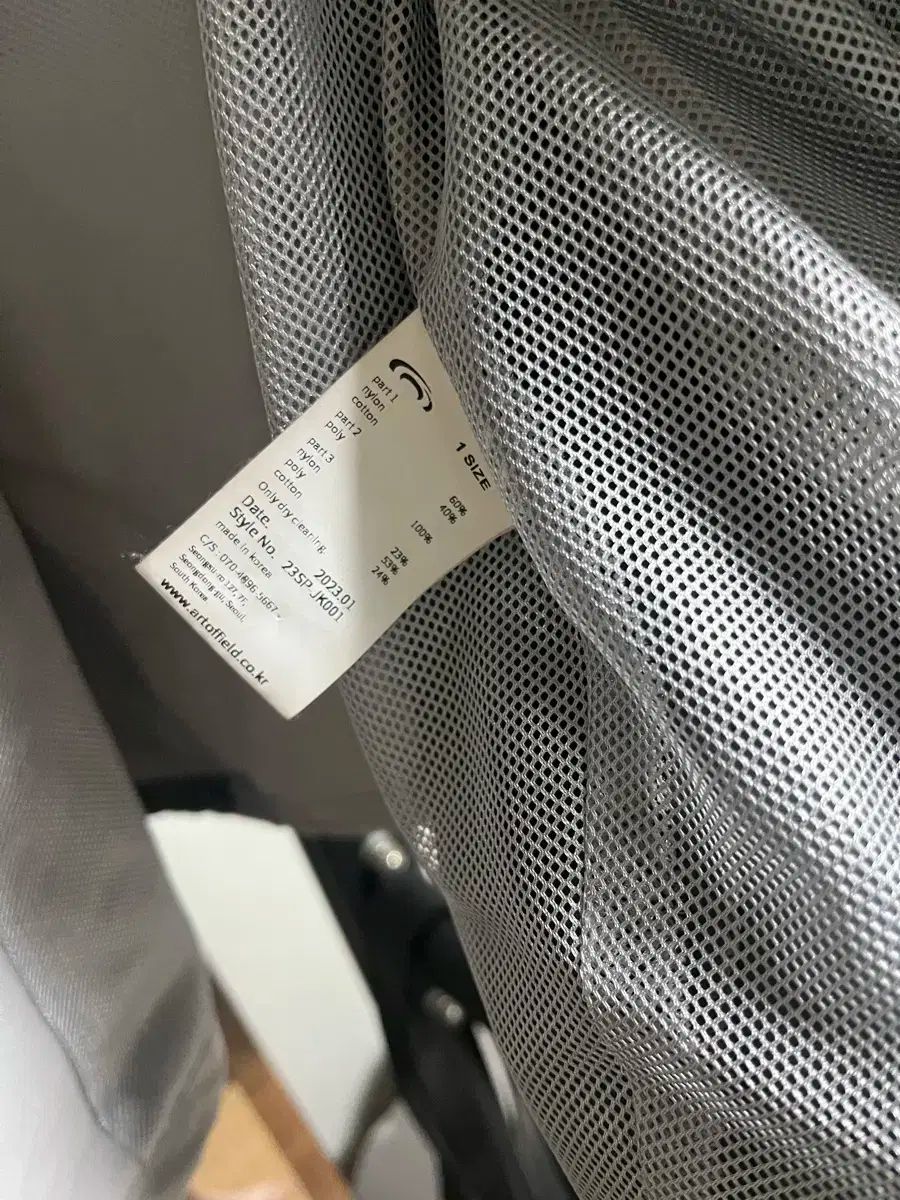 1 SIZE
part 1
nylon 60%
cotton 40%
part 2
poly 100%
part 3
nylon 23%
poly 53%
cotton 24%
Only dry cleaning.
Date. 2023.01
Style No. 23SP-JK001
made in korea
C/S : 070-4896-5667
Seongsu-ro
Seongdong gu, Seoul,
South Korea
www.artoffield.co.kr